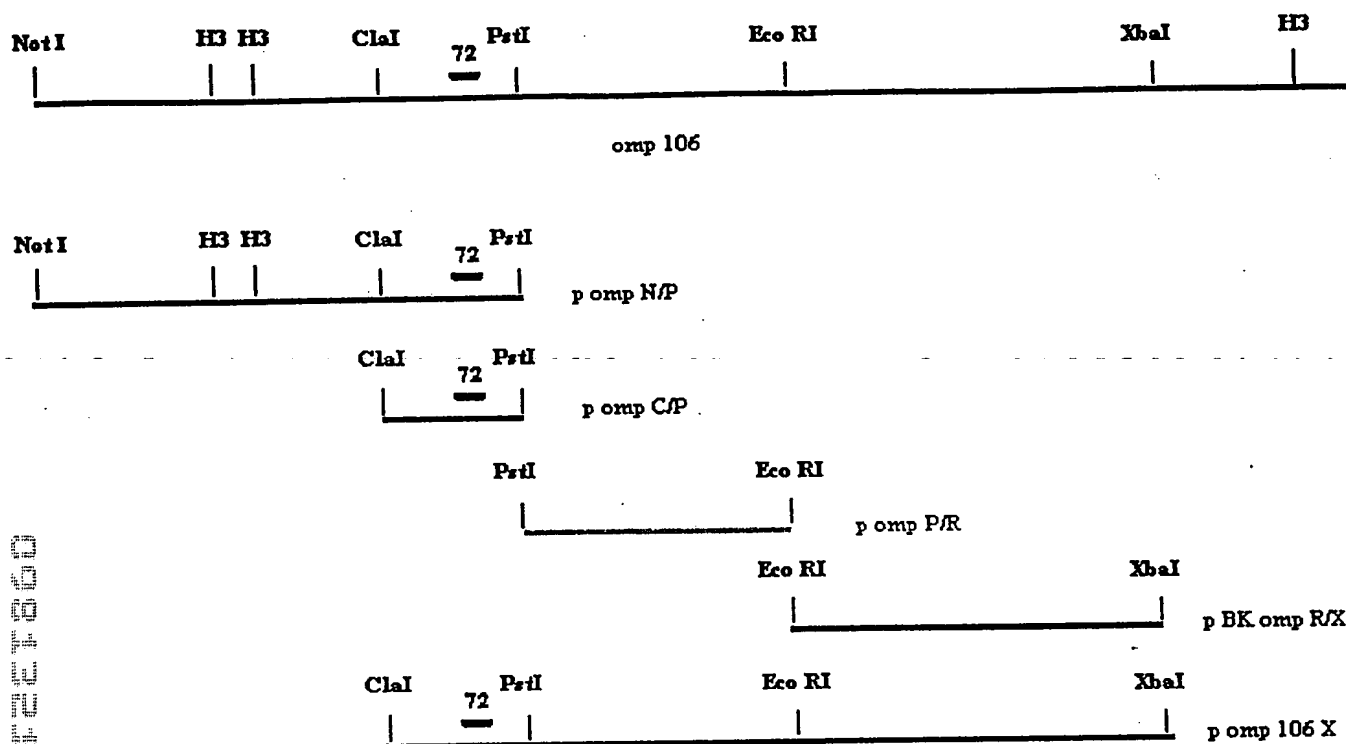 NotI H3 H3 ClaI 72 PstI Eco RI XbaI H3
omp 106
NotI H3 H3 ClaI 72 PstI
p omp N/P
ClaI 72 PstI
p omp C/P
PstI Eco RI
p omp P/R
Eco RI XbaI
p BK omp R/X
ClaI 72 PstI Eco RI XbaI
p omp 106 X